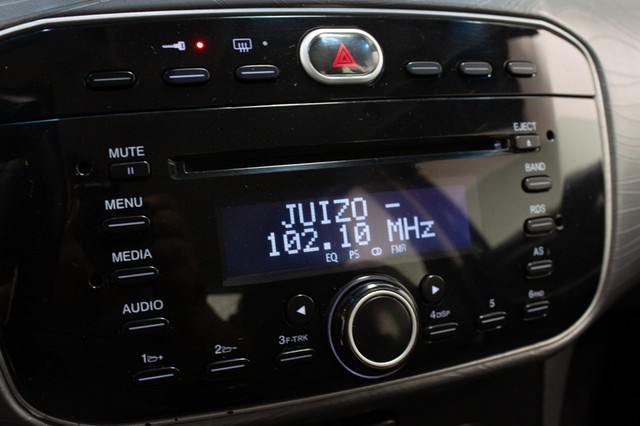 EJECT
MUTE
BAND
MENU
RDS
MEDIA
AS
AUDIO
JUIZO –
102.10 MHz
EQ PS FMR
1 +
2 –
3F-TRK
4DISP
5
6RND